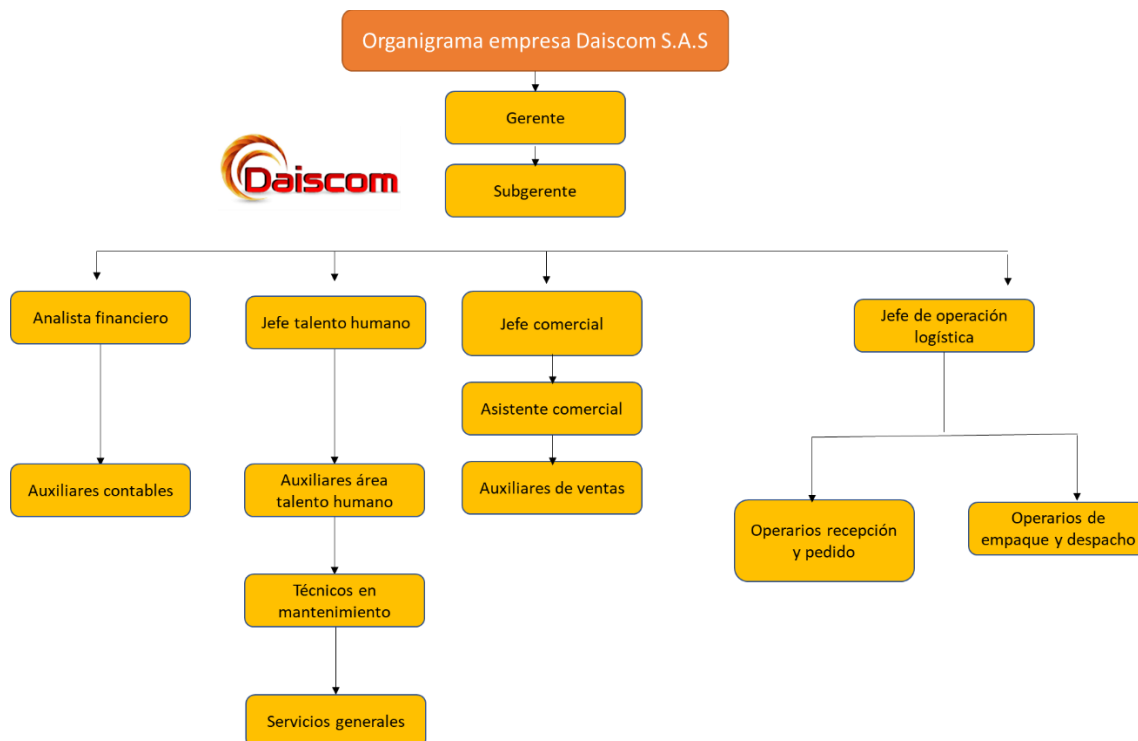 Organigrama empresa Daiscom S.A.S
Gerente
Daiscom
Subgerente
Analista financiero
Jefe talento humano
Jefe comercial
Jefe de operación
logística
Asistente comercial
Auxiliares contables
Auxiliares área
talento humano
Auxiliares de ventas
Operarios recepción
y pedido
Operarios de
empaque y despacho
Técnicos en
mantenimiento
Servicios generales